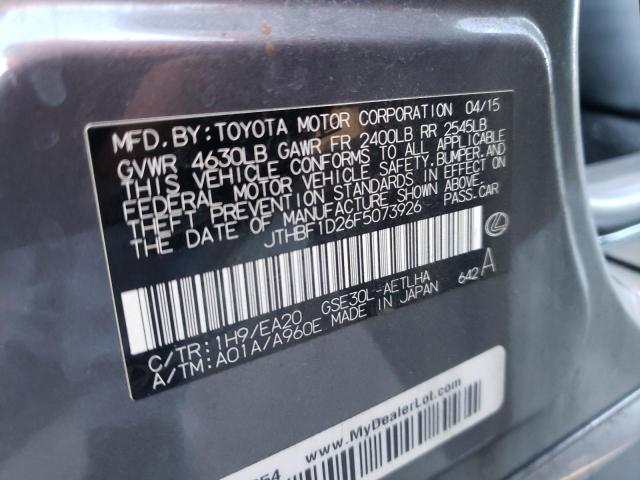 MFD. BY: TOYOTA MOTOR CORPORATION 04/15
GVWR 4630LB GAWR FR 2400LB RR 2545LB
THIS VEHICLE CONFORMS TO ALL APPLICABLE
FEDERAL MOTOR VEHICLE SAFETY, BUMPER, AND
THEFT PREVENTION STANDARDS IN EFFECT ON
THE DATE OF MANUFACTURE SHOWN ABOVE.
JTHBF1D26F5073926 PASS.CAR
C/TR: 1H9/EA20 GSE30L-AETLHA 642 A
A/TM: A01A/A960E MADE IN JAPAN
www.MyDealerLot.com